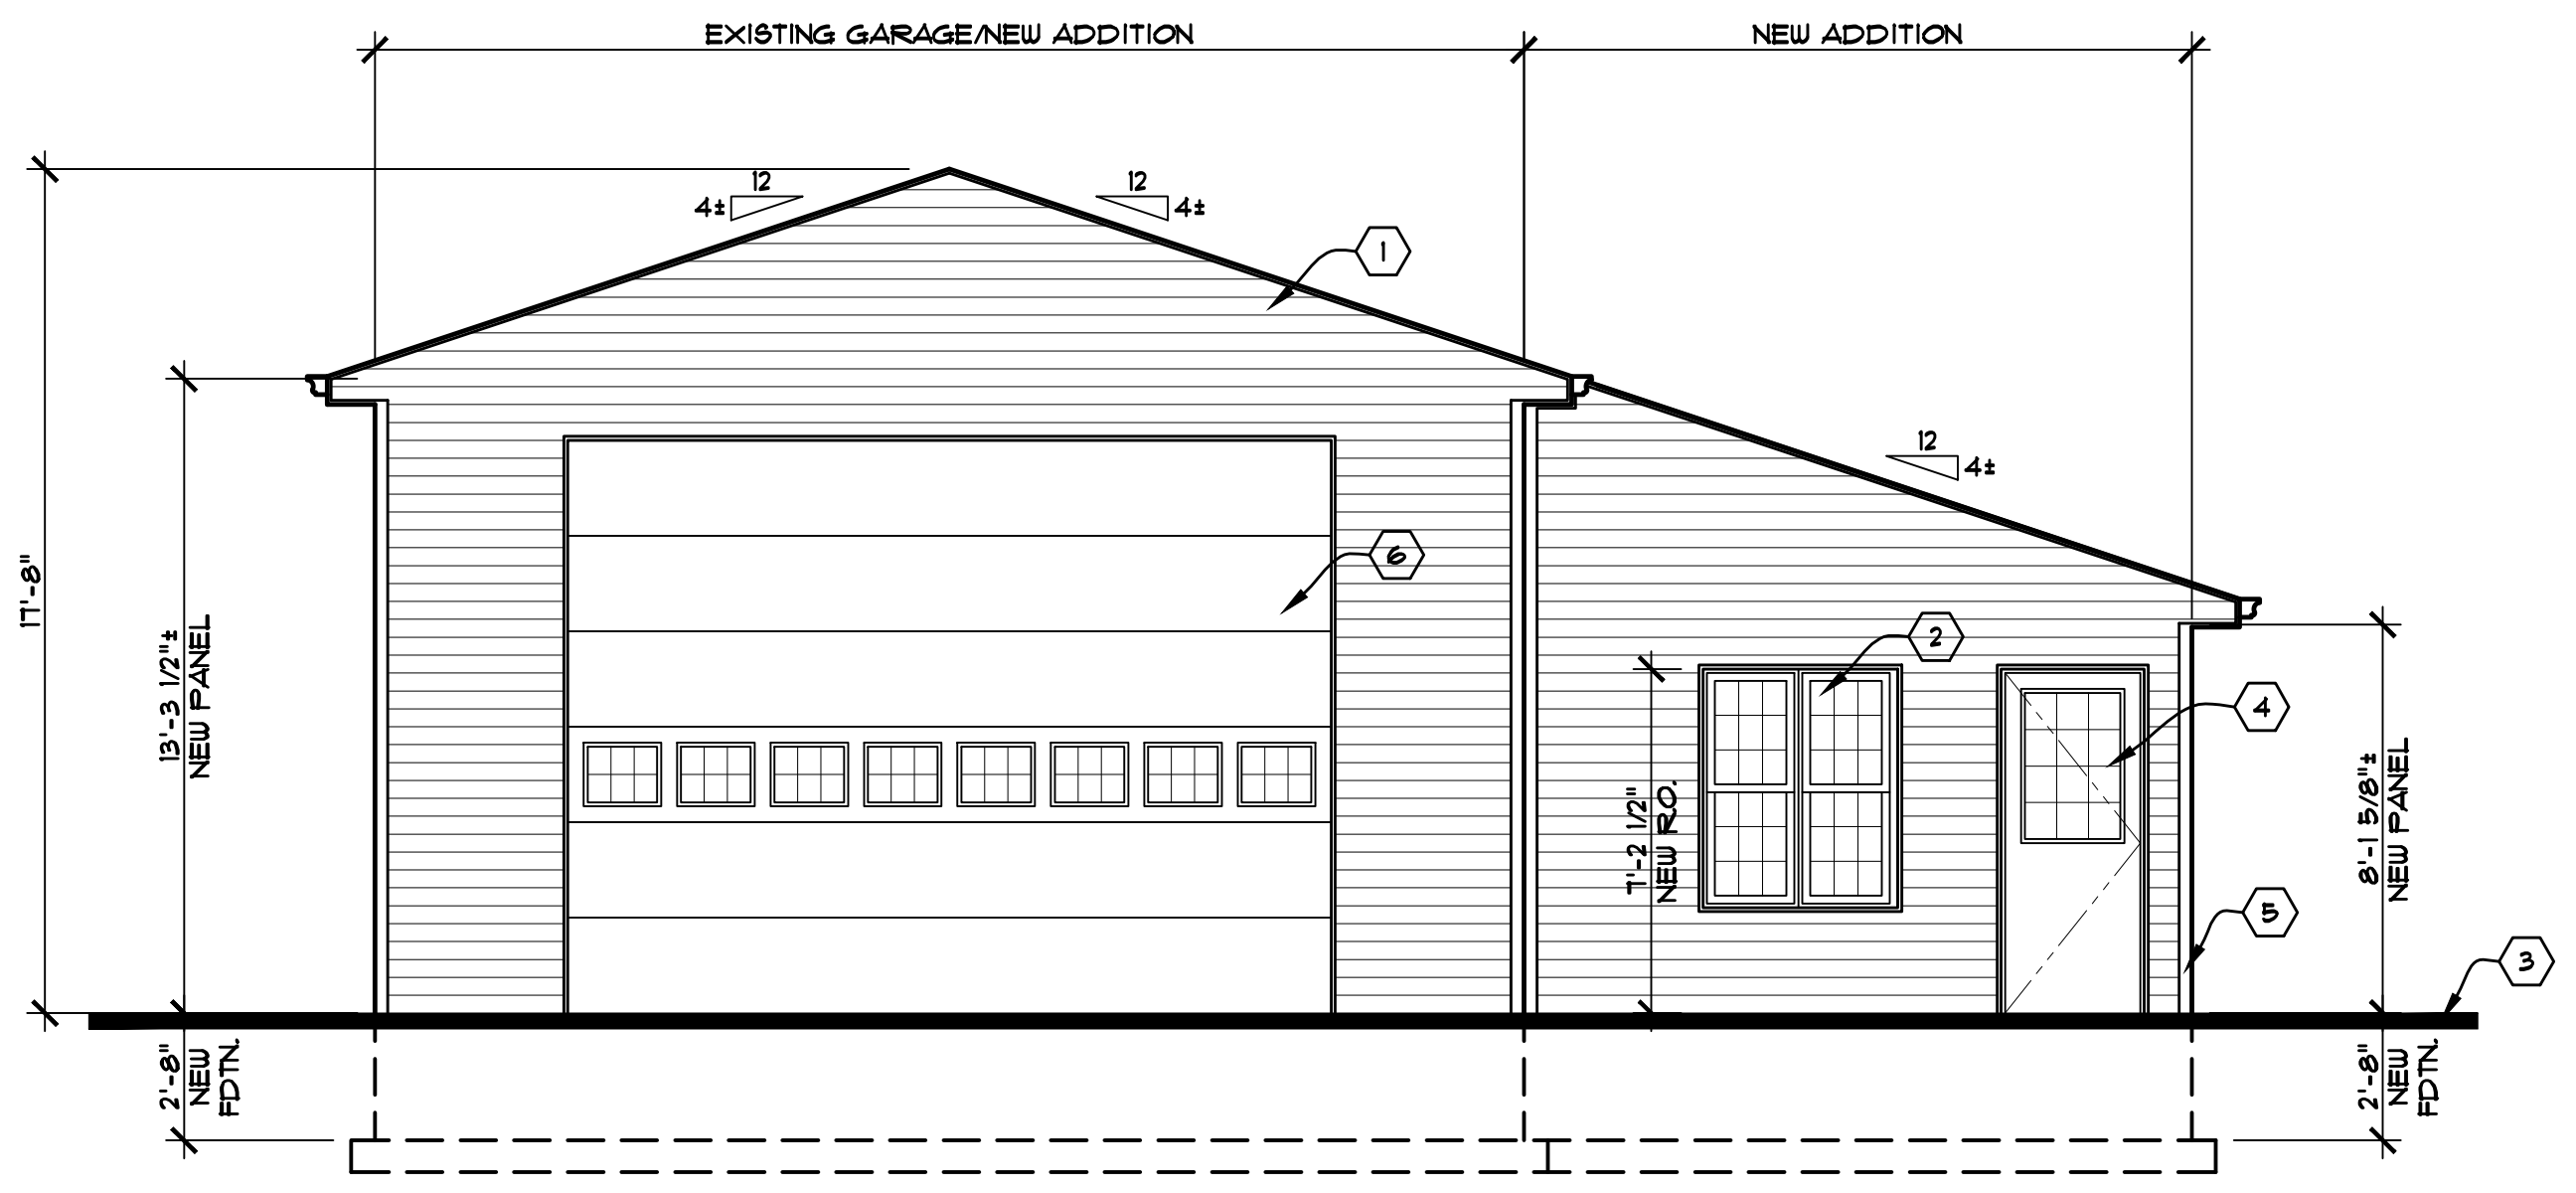 EXISTING GARAGE/NEW ADDITION
NEW ADDITION
12
4±
12
4±
1
12
4±
17'-8"
13'-3 1/2"±
NEW PANEL
6
2
4
7'-2 1/2"
NEW R.O.
8'-1 5/8"±
NEW PANEL
5
3
2'-8"
NEW
FDTN.
2'-8"
NEW
FDTN.